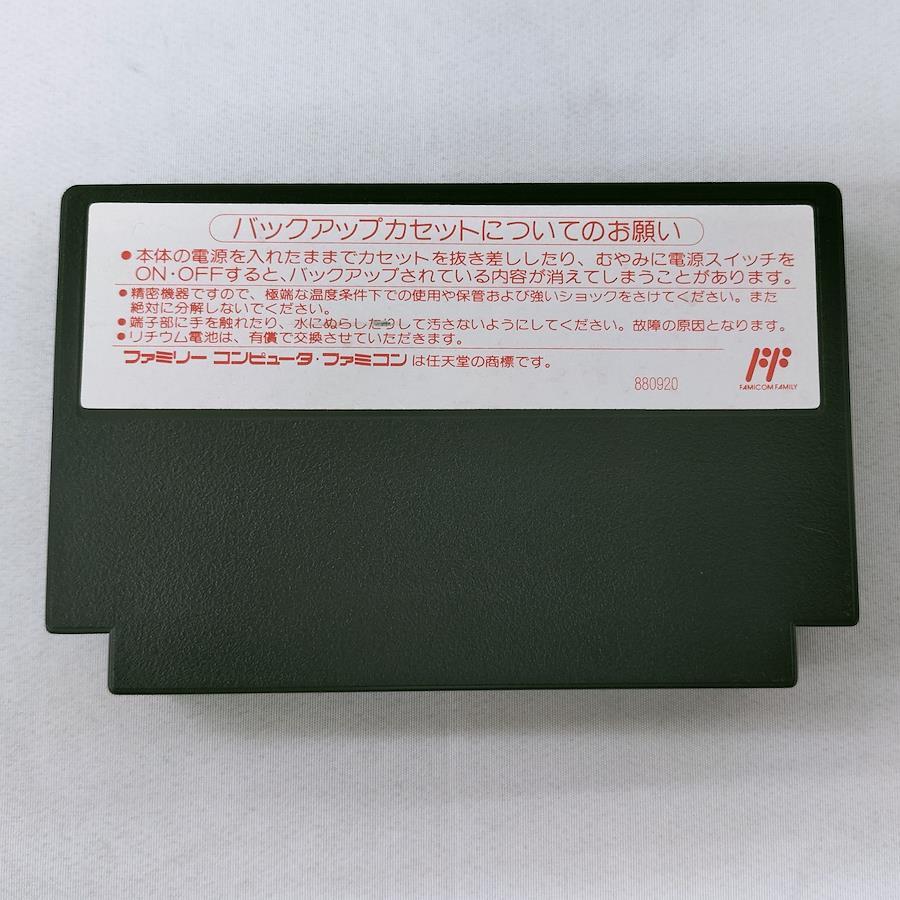 バックアップカセットについてのお願い
●本体の電源を入れたままでカセットを抜き差ししたり、むやみに電源スイッチを
ON・OFFすると、バックアップされている内容が消えてしまうことがあります。
●精密機器ですので、極端な温度条件下での使用や保管および強いショックをさけてください。また
絶対に分解しないでください。
●端子部に手を触れたり、水にぬらしたりして汚さないようにしてください。故障の原因となります。
●リチウム電池は、有償で交換させていただきます。
ファミリー コンピュータ・ファミコンは任天堂の商標です。
880920
FAMICOM FAMILY